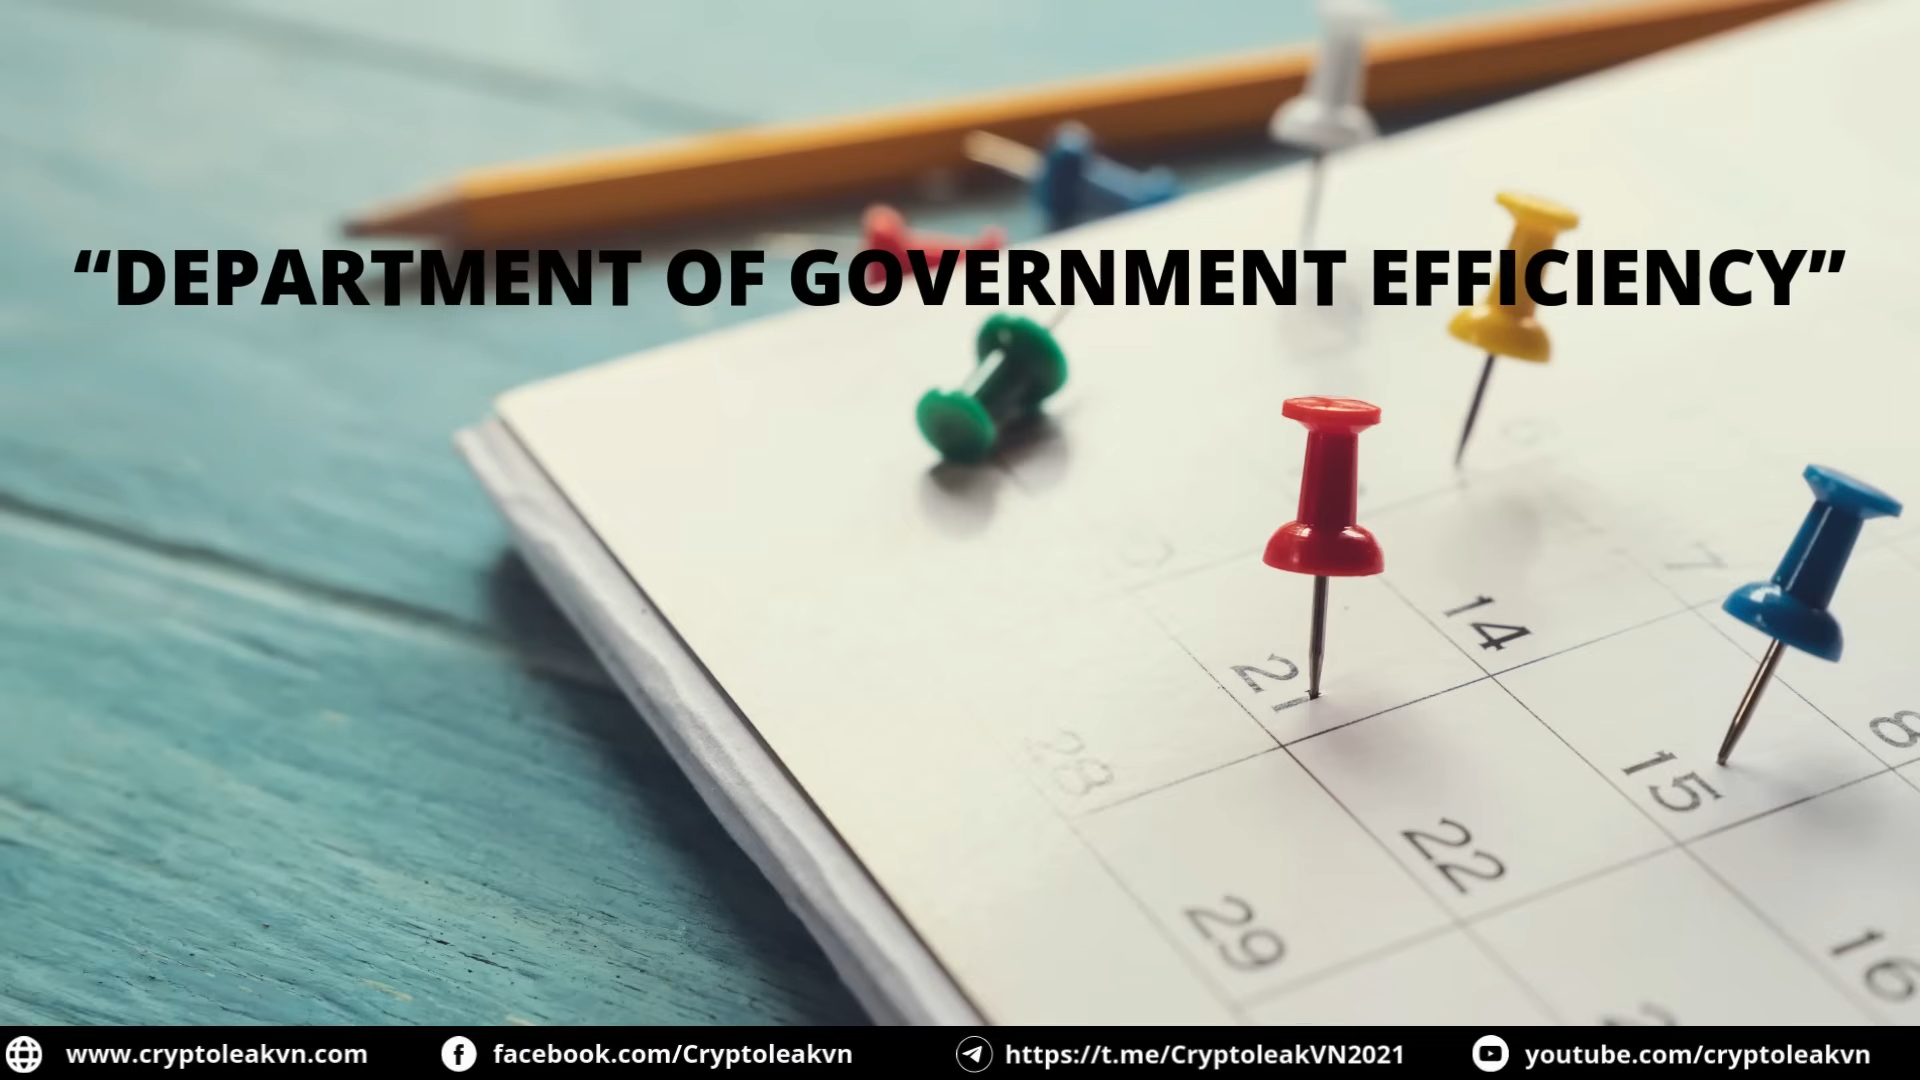 “DEPARTMENT OF GOVERNMENT EFFICIENCY”
7
14
21
8
28
15
22
29
16
www.cryptoleakvn.com
facebook.com/Cryptoleakvn
https://t.me/CryptoleakVN2021
youtube.com/cryptoleakvn